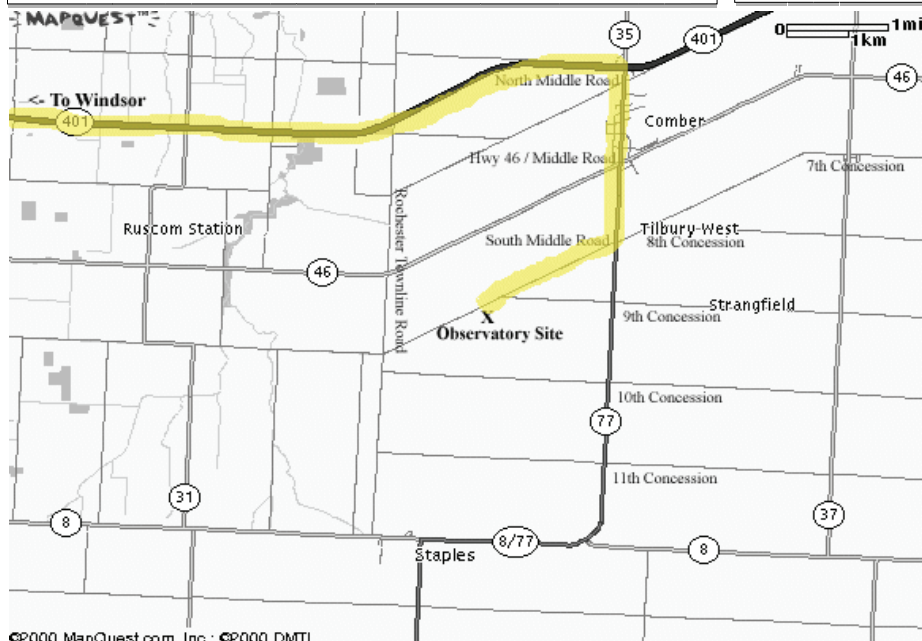 MAPQUEST™
35
401
0 1mi
1km
46
<- To Windsor
401
North Middle Road
Comber
Hwy 46 / Middle Road
7th Concession
Rochester Townline Road
Ruscom Station
South Middle Road
Tilbury West
8th Concession
46
X
Observatory Site
Strangfield
9th Concession
10th Concession
77
11th Concession
31
37
8
8/77
8
Staples
©2000 MapQuest.com, Inc.; ©2000 DMTI